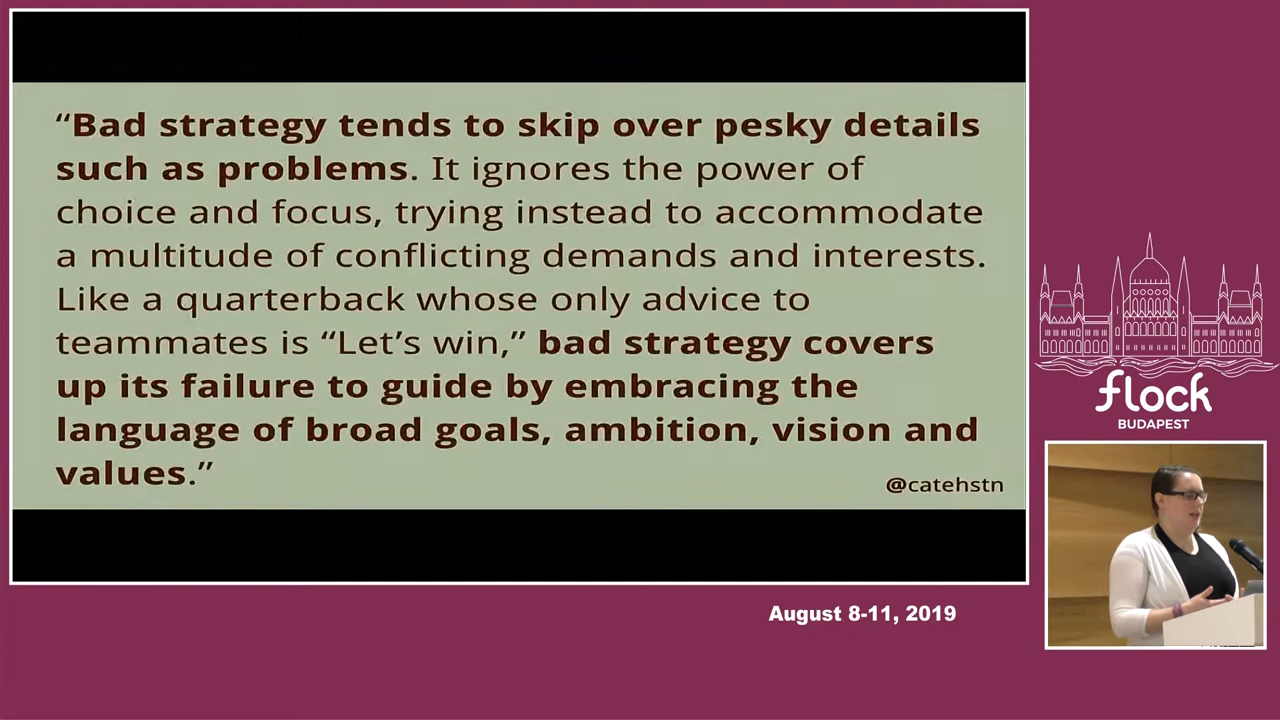 “Bad strategy tends to skip over pesky details
such as problems. It ignores the power of
choice and focus, trying instead to accommodate
a multitude of conflicting demands and interests.
Like a quarterback whose only advice to
teammates is “Let’s win,” bad strategy covers
up its failure to guide by embracing the
language of broad goals, ambition, vision and
values.”
@catehstn
flock
BUDAPEST
August 8-11, 2019